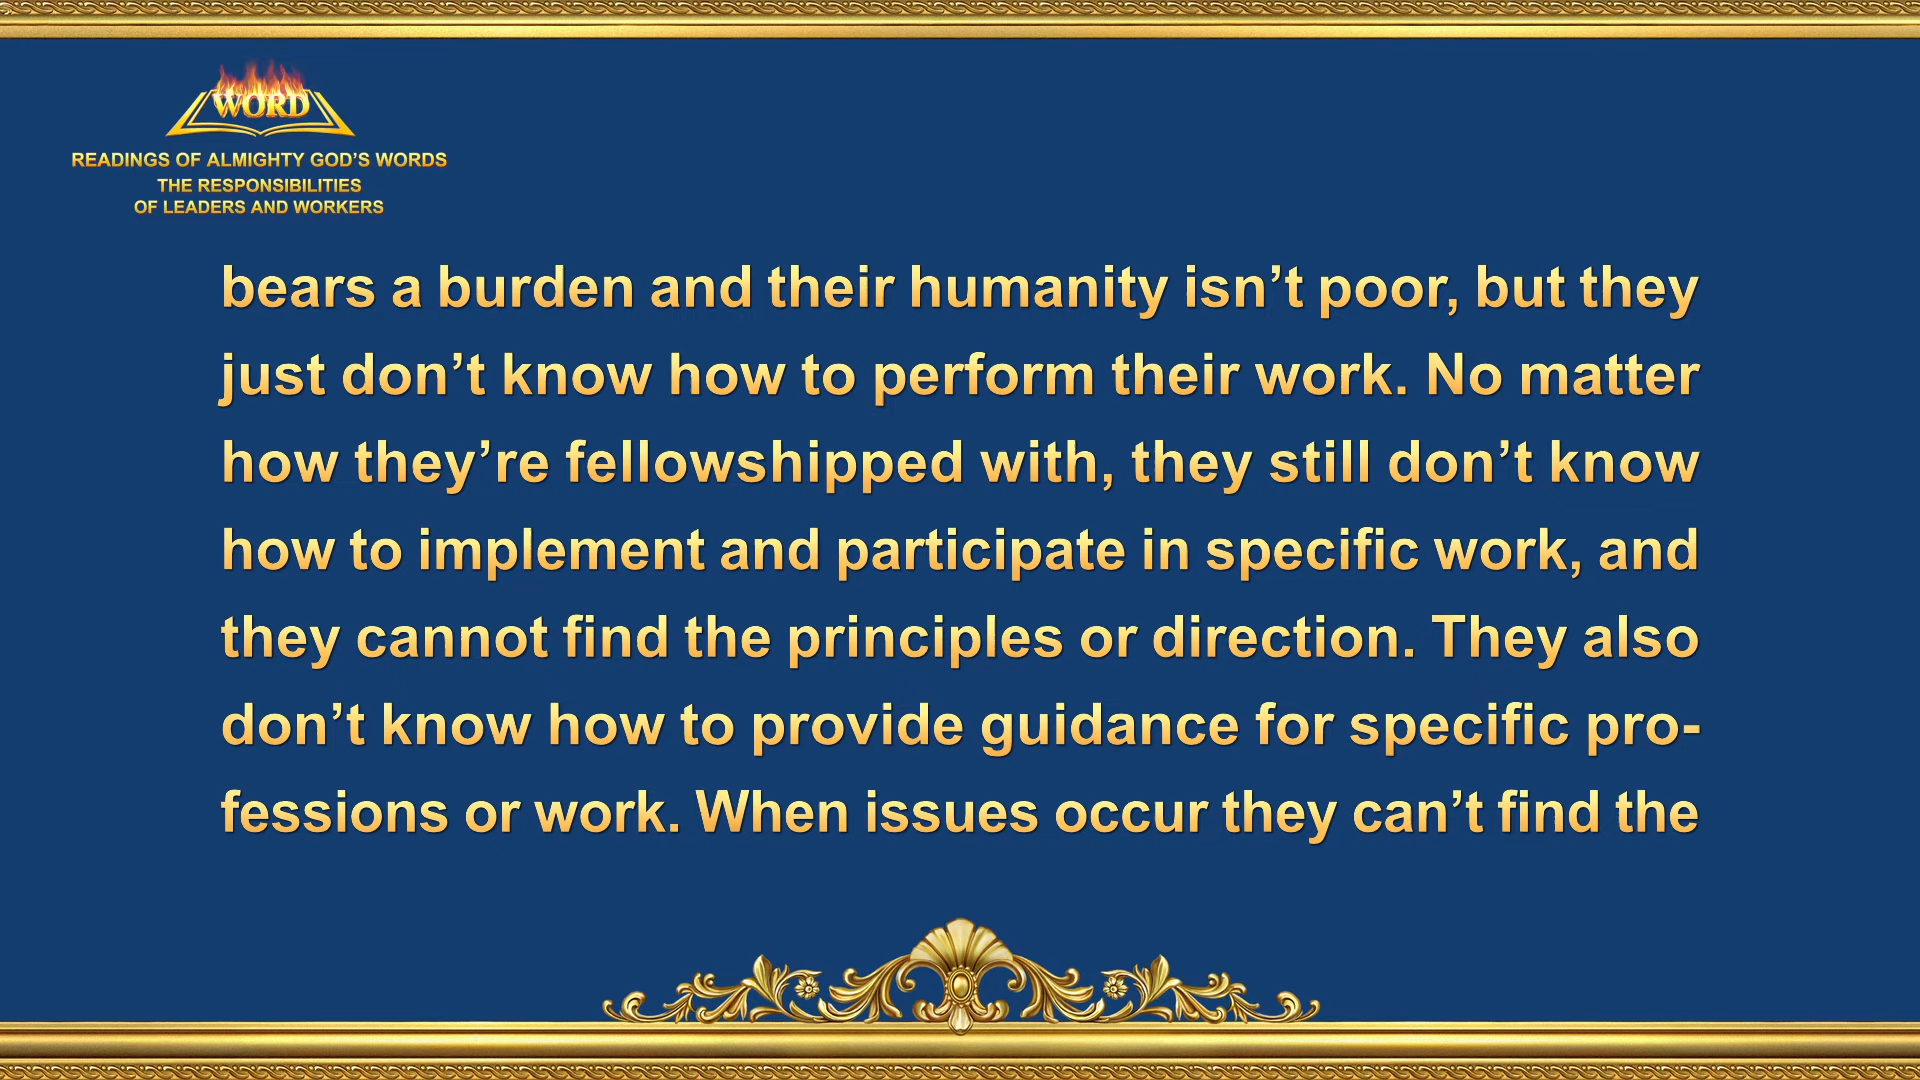 WORD
READINGS OF ALMIGHTY GOD’S WORDS
THE RESPONSIBILITIES
OF LEADERS AND WORKERS
bears a burden and their humanity isn’t poor, but they
just don’t know how to perform their work. No matter
how they’re fellowshipped with, they still don’t know
how to implement and participate in specific work, and
they cannot find the principles or direction. They also
don’t know how to provide guidance for specific pro-
fessions or work. When issues occur they can’t find the